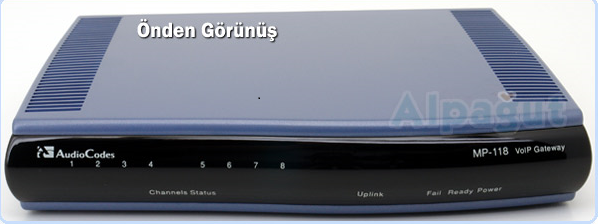 Önden Görünüş
Alpağut
AudioCodes
MP-118 VoIP Gateway
1 2 3 4 5 6 7 8
Channels Status
Uplink
Fail Ready Power